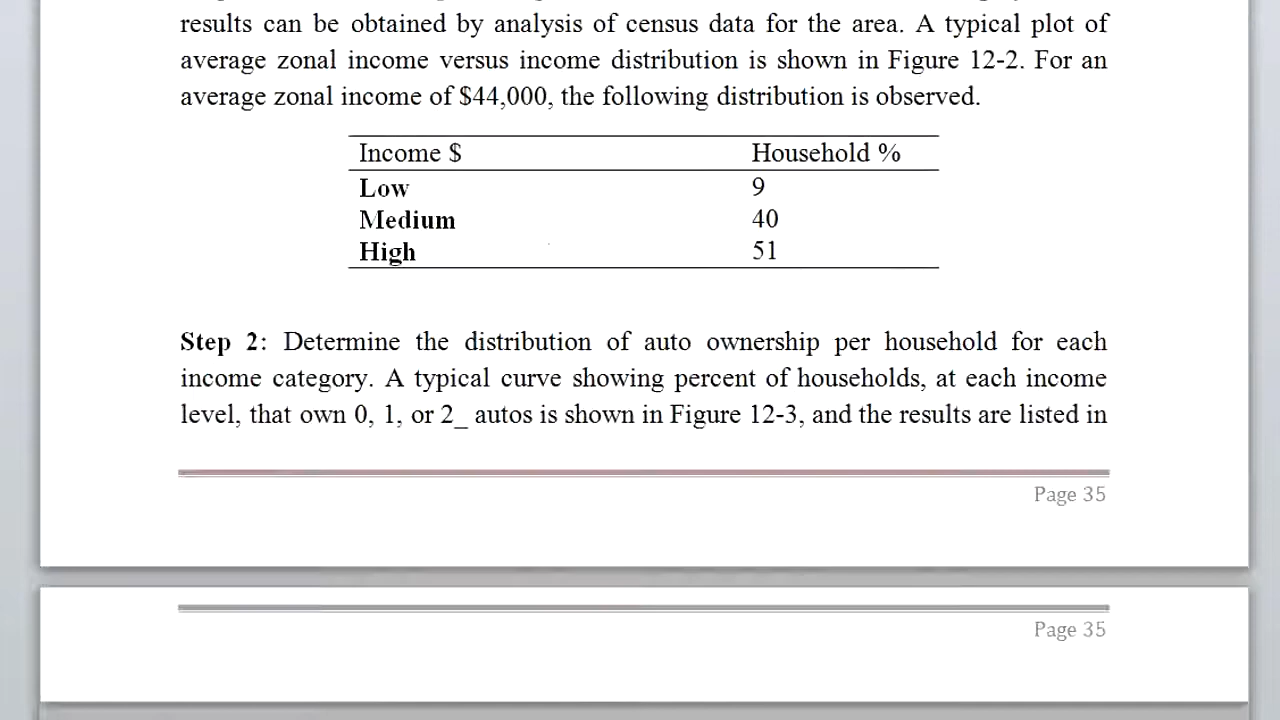 results can be obtained by analysis of census data for the area. A typical plot of
average zonal income versus income distribution is shown in Figure 12-2. For an
average zonal income of $44,000, the following distribution is observed.
Income $ Household %
Low 9
Medium 40
High 51
Step 2: Determine the distribution of auto ownership per household for each
income category. A typical curve showing percent of households, at each income
level, that own 0, 1, or 2_ autos is shown in Figure 12-3, and the results are listed in
Page 35
Page 35